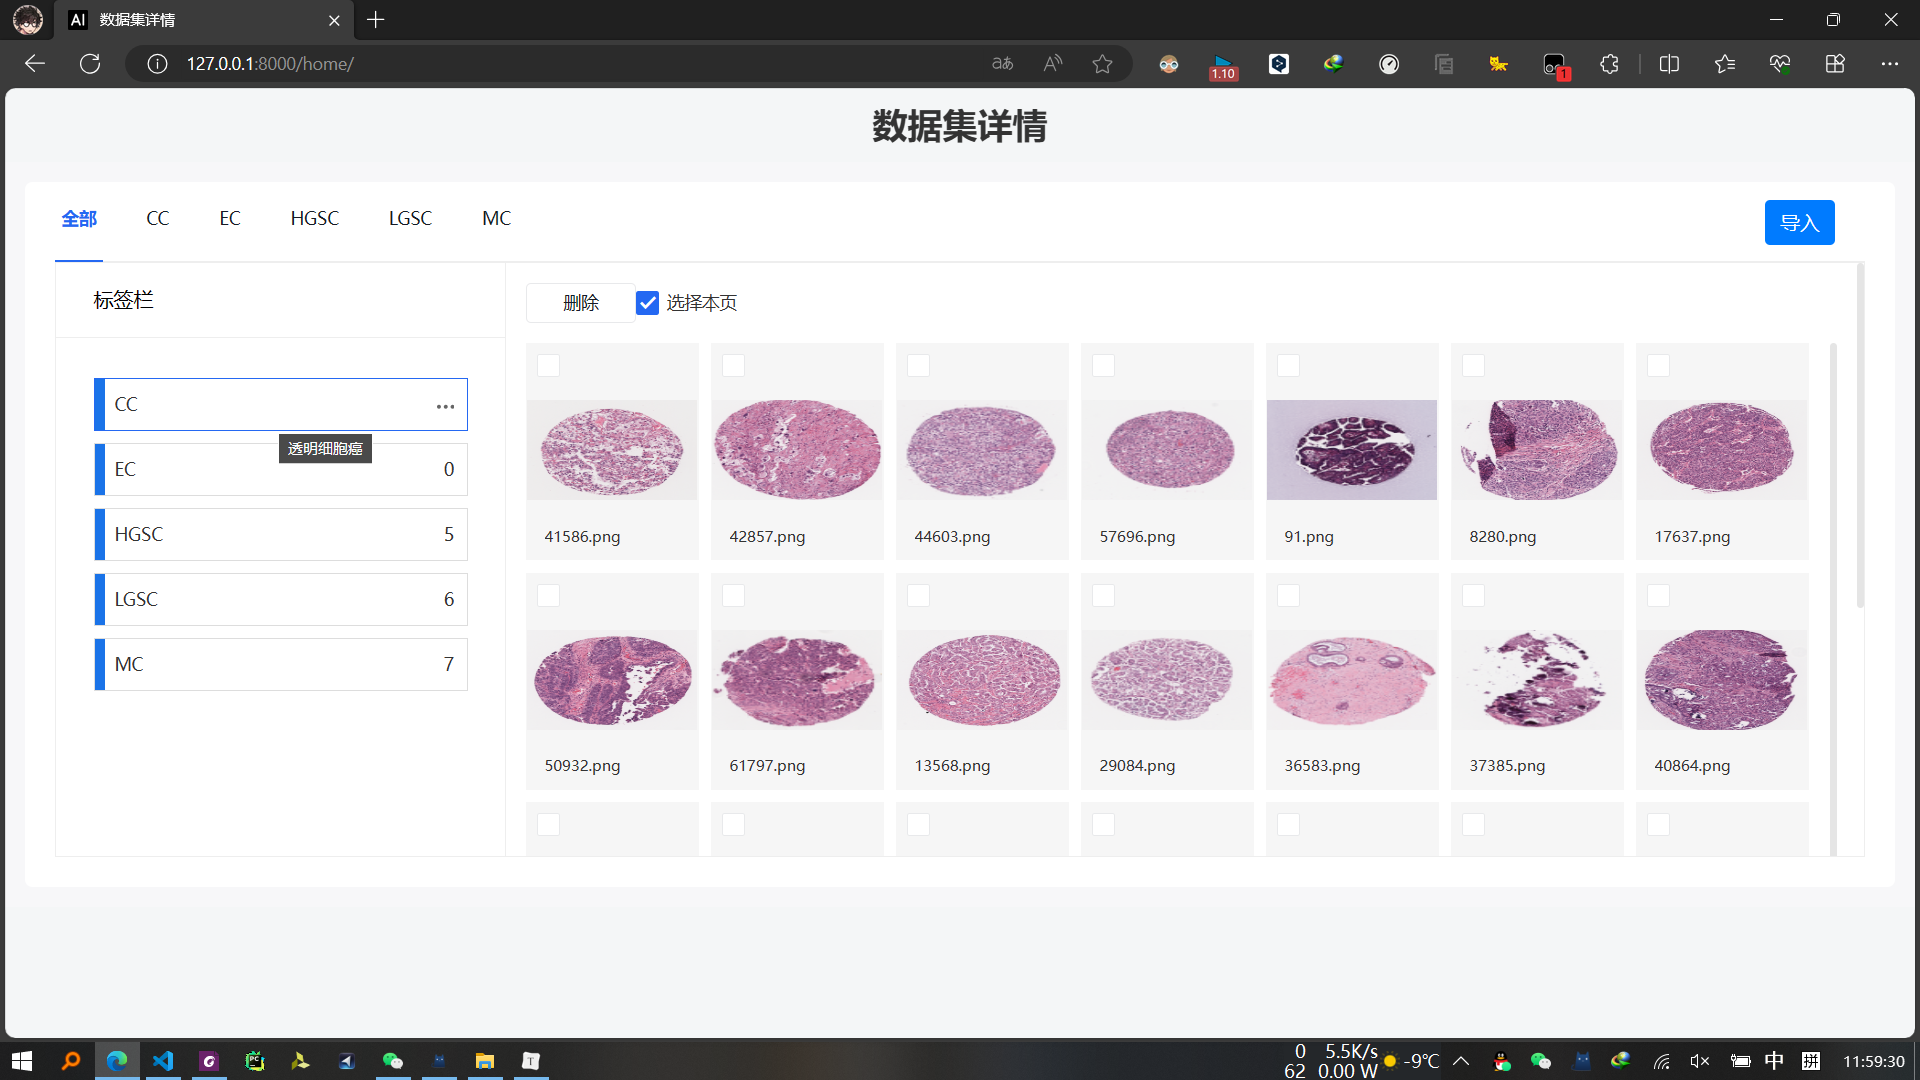 数据集详情
127.0.0.1:8000/home/
1.10
1
数据集详情
全部 CC EC HGSC LGSC MC 导入
标签栏
删除 选择本页
CC
透明细胞癌
EC 0
HGSC 5
LGSC 6
MC 7
41586.png 42857.png 44603.png 57696.png 91.png 8280.png 17637.png
50932.png 61797.png 13568.png 29084.png 36583.png 37385.png 40864.png
0 5.5K/s
62 0.00 W
-9℃
中 拼
11:59:30